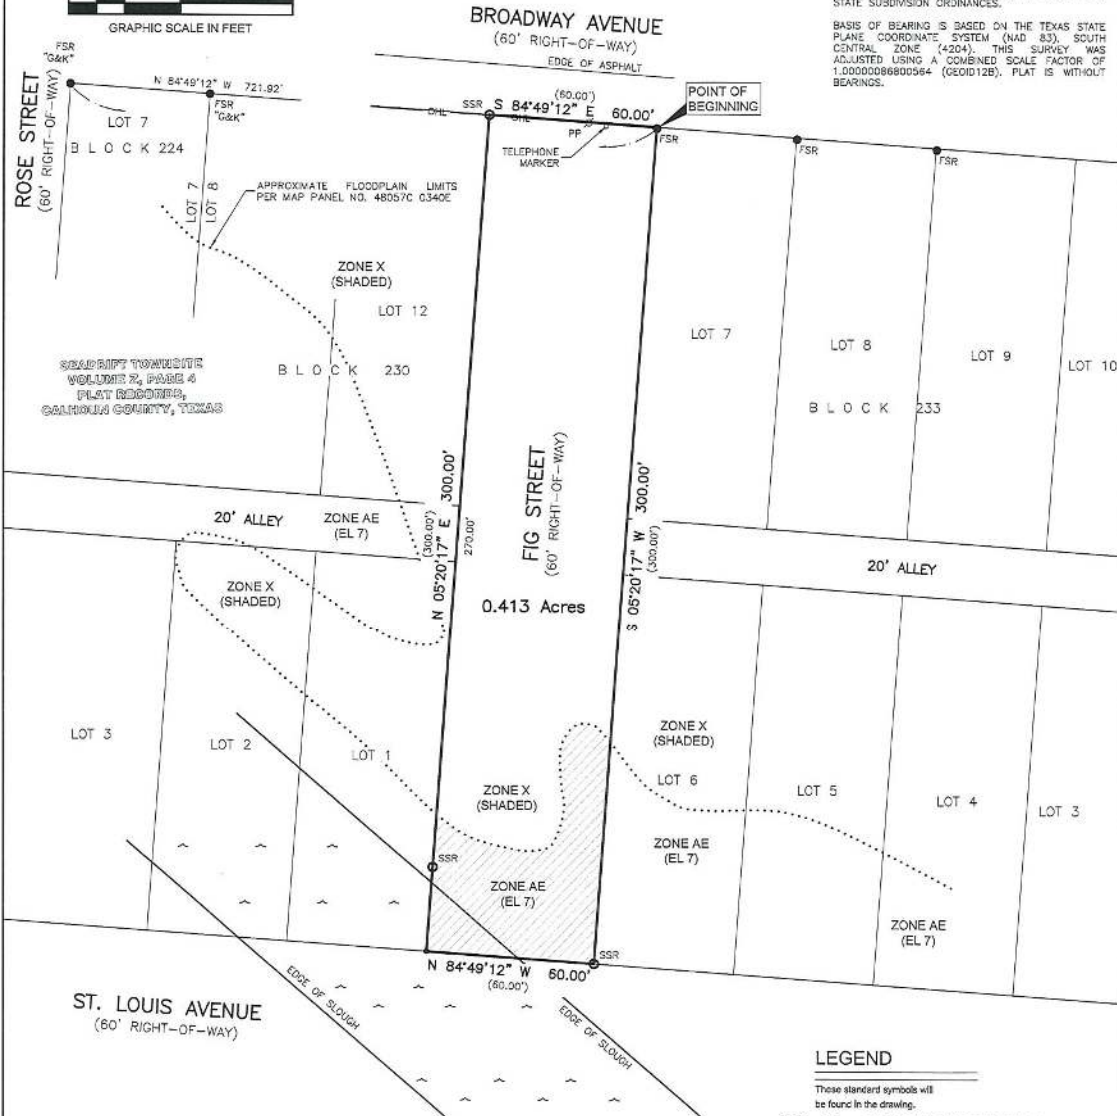 GRAPHIC SCALE IN FEET
STATE SUBDIVISION ORDINANCES.
BASIS OF BEARING IS BASED ON THE TEXAS STATE
PLANE COORDINATE SYSTEM (NAD 83), SOUTH
CENTRAL ZONE (4204). THIS SURVEY WAS
ADJUSTED USING A COMBINED SCALE FACTOR OF
1.00000086800564 (GEOID12B). PLAT IS WITHOUT
BEARINGS.
BROADWAY AVENUE
(60' RIGHT-OF-WAY)
EDGE OF ASPHALT
FSR
"G&K"
N 84°49'12" W 721.92'
FSR
"G&K"
ROSE STREET
(60' RIGHT-OF-WAY)
LOT 7
BLOCK 224
LOT 7
LOT 8
OHL
SSR
(60.00')
S 84°49'12" E 60.00'
OHL
PP
TELEPHONE
MARKER
POINT OF
BEGINNING
FSR
FSR
FSR
APPROXIMATE FLOODPLAIN LIMITS
PER MAP PANEL NO. 48057C 0340E
ZONE X
(SHADED)
LOT 12
BLOCK 230
SEADRIFT TOWNSITE
VOLUME Z, PAGE 4
PLAT RECORDS,
CALHOUN COUNTY, TEXAS
LOT 7
LOT 8
LOT 9
LOT 10
BLOCK 233
FIG STREET
(60' RIGHT-OF-WAY)
0.413 Acres
N 05°20'17" E 300.00'
(300.00')
270.00'
S 05°20'17" W 300.00'
(300.00')
20' ALLEY
ZONE AE
(EL 7)
20' ALLEY
ZONE X
(SHADED)
LOT 3
LOT 2
LOT 1
ZONE X
(SHADED)
ZONE X
(SHADED)
LOT 6
LOT 5
LOT 4
LOT 3
ZONE AE
(EL 7)
SSR
ZONE AE
(EL 7)
ZONE AE
(EL 7)
SSR
N 84°49'12" W 60.00'
(60.00')
ST. LOUIS AVENUE
(60' RIGHT-OF-WAY)
EDGE OF SLOUGH
EDGE OF SLOUGH
LEGEND
These standard symbols will
be found in the drawing.